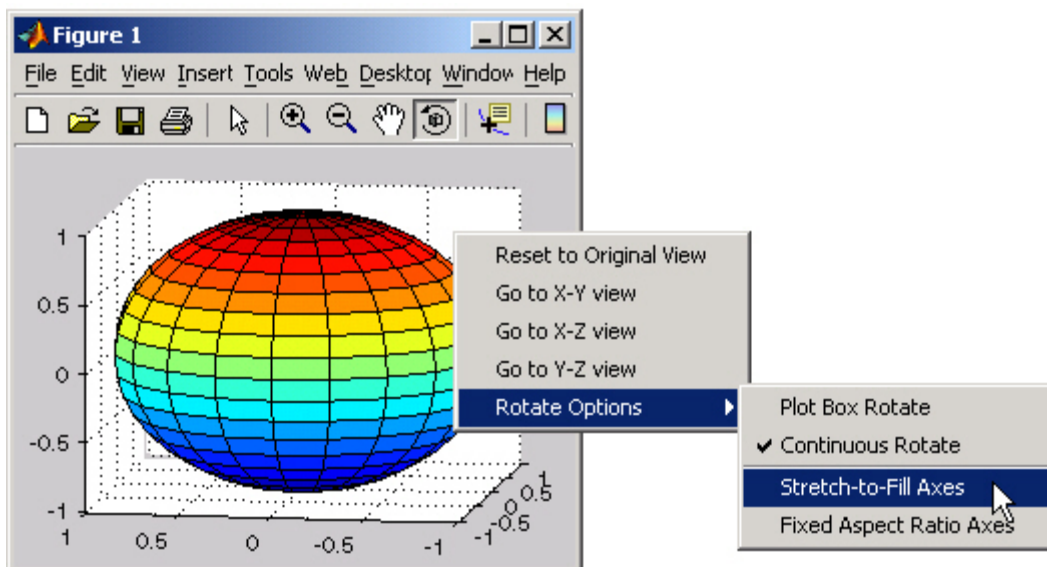 Figure 1
File Edit View Insert Tools Web Desktop Window Help
1
0.5
0
-0.5
-1
1 0.5 0 -0.5 -1
-1 -0.5 0 0.5 1
Reset to Original View
Go to X-Y view
Go to X-Z view
Go to Y-Z view
Rotate Options
Plot Box Rotate
Continuous Rotate
Stretch-to-Fill Axes
Fixed Aspect Ratio Axes